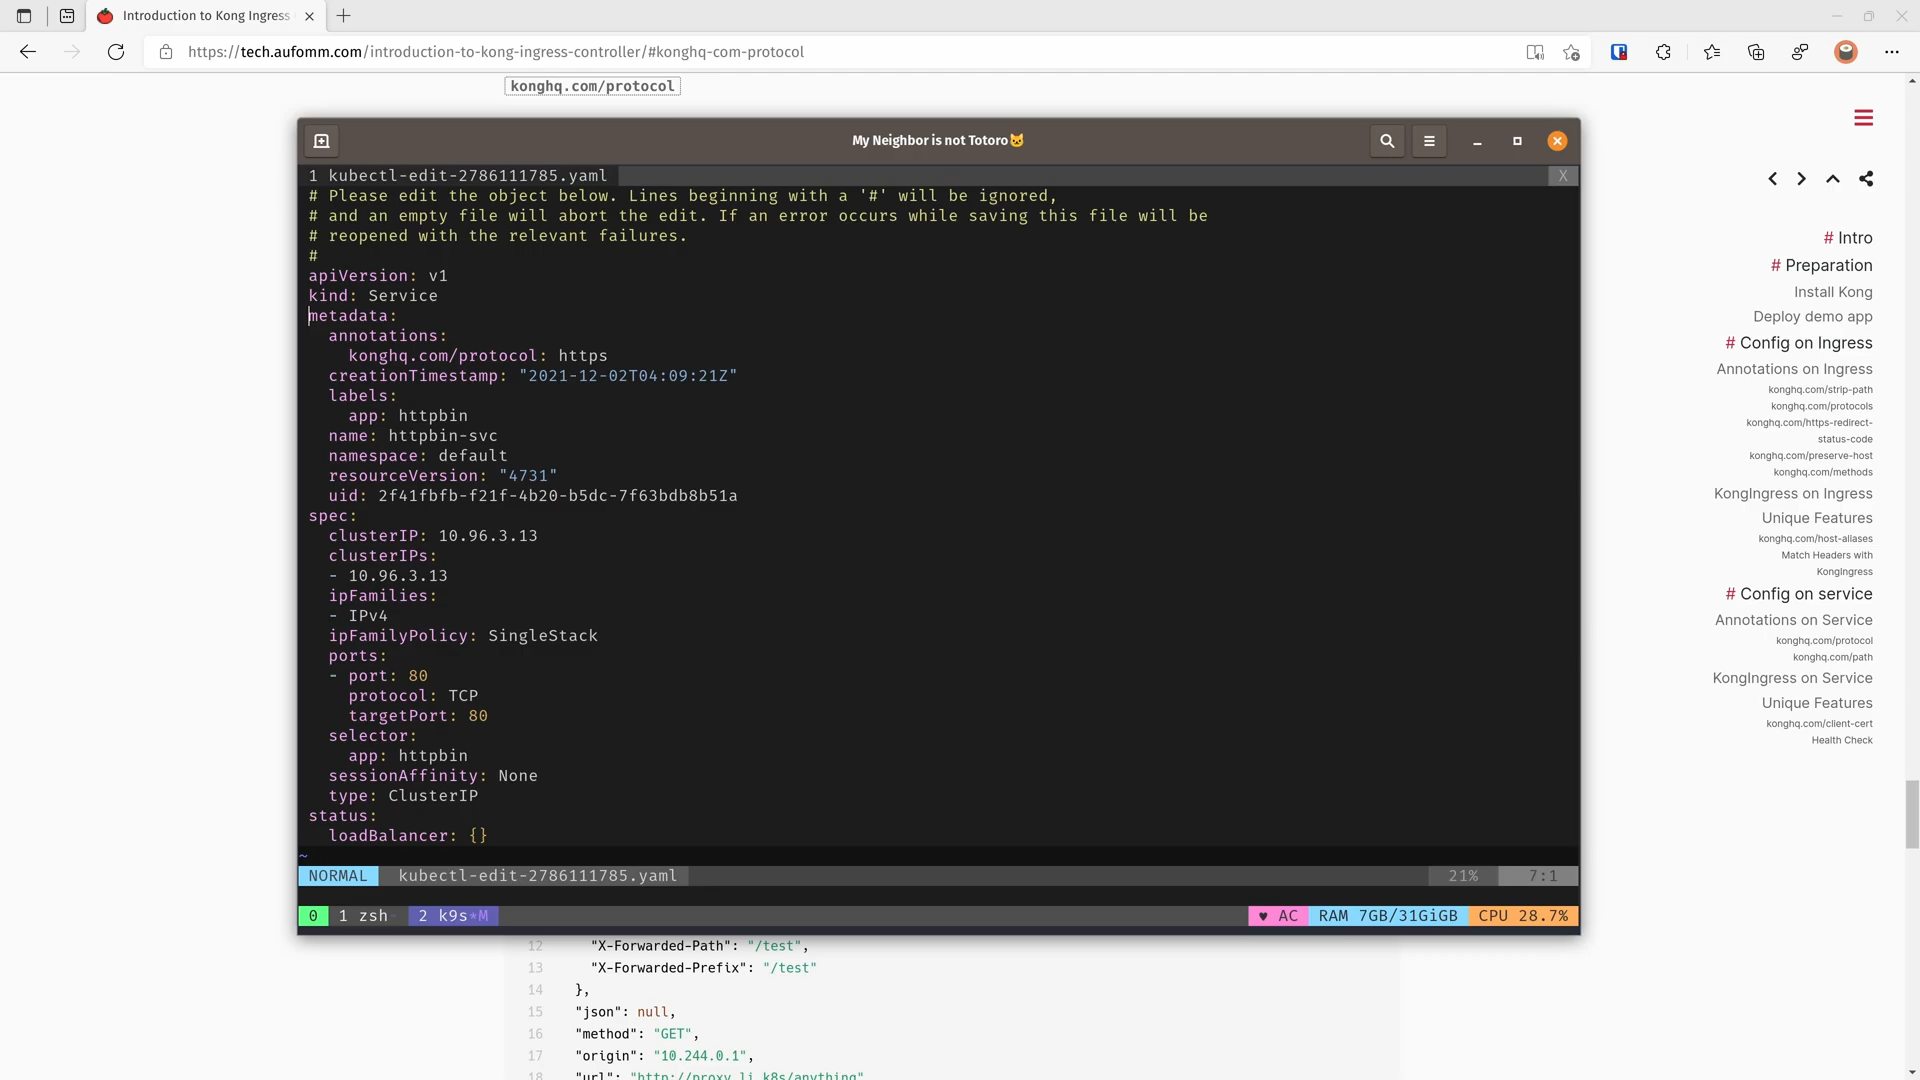 Introduction to Kong Ingress
https://tech.aufomm.com/introduction-to-kong-ingress-controller/#konghq-com-protocol
konghq.com/protocol
My Neighbor is not Totoro🐱
1 kubectl-edit-2786111785.yaml
X
# Please edit the object below. Lines beginning with a '#' will be ignored,
# and an empty file will abort the edit. If an error occurs while saving this file will be
# reopened with the relevant failures.
#
apiVersion: v1
kind: Service
metadata:
  annotations:
    konghq.com/protocol: https
  creationTimestamp: "2021-12-02T04:09:21Z"
  labels:
    app: httpbin
  name: httpbin-svc
  namespace: default
  resourceVersion: "4731"
  uid: 2f41fbfb-f21f-4b20-b5dc-7f63bdb8b51a
spec:
  clusterIP: 10.96.3.13
  clusterIPs:
  - 10.96.3.13
  ipFamilies:
  - IPv4
  ipFamilyPolicy: SingleStack
  ports:
  - port: 80
    protocol: TCP
    targetPort: 80
  selector:
    app: httpbin
  sessionAffinity: None
  type: ClusterIP
status:
  loadBalancer: {}
~
NORMAL kubectl-edit-2786111785.yaml 21% 7:1
0 1 zsh- 2 k9s*M ♥ AC RAM 7GB/31GiGB CPU 28.7%
12 "X-Forwarded-Path": "/test",
13 "X-Forwarded-Prefix": "/test"
14 },
15 "json": null,
16 "method": "GET",
17 "origin": "10.244.0.1",
18 "url": "http://proxy.li.k8s/anything"
# Intro
# Preparation
Install Kong
Deploy demo app
# Config on Ingress
Annotations on Ingress
konghq.com/strip-path
konghq.com/protocols
konghq.com/https-redirect-
status-code
konghq.com/preserve-host
konghq.com/methods
KongIngress on Ingress
Unique Features
konghq.com/host-aliases
Match Headers with
KongIngress
# Config on service
Annotations on Service
konghq.com/protocol
konghq.com/path
KongIngress on Service
Unique Features
konghq.com/client-cert
Health Check